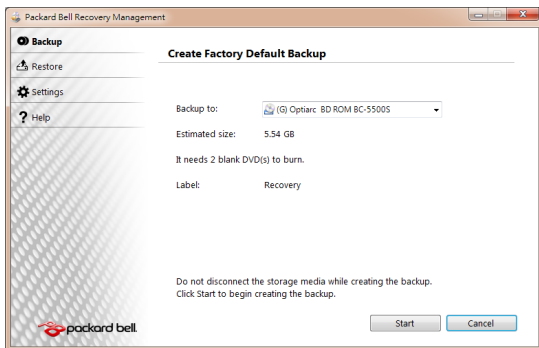 Packard Bell Recovery Management
Backup
Restore
Settings
? Help
Create Factory Default Backup
Backup to: (G) Optiarc BD ROM BC-5500S
Estimated size: 5.54 GB
It needs 2 blank DVD(s) to burn.
Label: Recovery
Do not disconnect the storage media while creating the backup.
Click Start to begin creating the backup.
packard bell.
Start Cancel